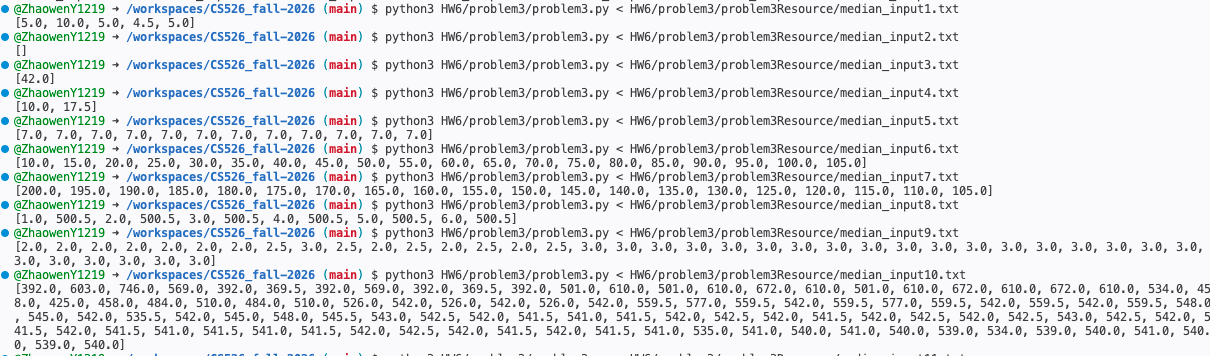 @ZhaowenY1219 → /workspaces/CS526_fall-2026 (main) $ python3 HW6/problem3/problem3.py < HW6/problem3/problem3Resource/median_input1.txt
[5.0, 10.0, 5.0, 4.5, 5.0]
@ZhaowenY1219 → /workspaces/CS526_fall-2026 (main) $ python3 HW6/problem3/problem3.py < HW6/problem3/problem3Resource/median_input2.txt
[]
@ZhaowenY1219 → /workspaces/CS526_fall-2026 (main) $ python3 HW6/problem3/problem3.py < HW6/problem3/problem3Resource/median_input3.txt
[42.0]
@ZhaowenY1219 → /workspaces/CS526_fall-2026 (main) $ python3 HW6/problem3/problem3.py < HW6/problem3/problem3Resource/median_input4.txt
[10.0, 17.5]
@ZhaowenY1219 → /workspaces/CS526_fall-2026 (main) $ python3 HW6/problem3/problem3.py < HW6/problem3/problem3Resource/median_input5.txt
[7.0, 7.0, 7.0, 7.0, 7.0, 7.0, 7.0, 7.0, 7.0, 7.0, 7.0, 7.0]
@ZhaowenY1219 → /workspaces/CS526_fall-2026 (main) $ python3 HW6/problem3/problem3.py < HW6/problem3/problem3Resource/median_input6.txt
[10.0, 15.0, 20.0, 25.0, 30.0, 35.0, 40.0, 45.0, 50.0, 55.0, 60.0, 65.0, 70.0, 75.0, 80.0, 85.0, 90.0, 95.0, 100.0, 105.0]
@ZhaowenY1219 → /workspaces/CS526_fall-2026 (main) $ python3 HW6/problem3/problem3.py < HW6/problem3/problem3Resource/median_input7.txt
[200.0, 195.0, 190.0, 185.0, 180.0, 175.0, 170.0, 165.0, 160.0, 155.0, 150.0, 145.0, 140.0, 135.0, 130.0, 125.0, 120.0, 115.0, 110.0, 105.0]
@ZhaowenY1219 → /workspaces/CS526_fall-2026 (main) $ python3 HW6/problem3/problem3.py < HW6/problem3/problem3Resource/median_input8.txt
[1.0, 500.5, 2.0, 500.5, 3.0, 500.5, 4.0, 500.5, 5.0, 500.5, 6.0, 500.5]
@ZhaowenY1219 → /workspaces/CS526_fall-2026 (main) $ python3 HW6/problem3/problem3.py < HW6/problem3/problem3Resource/median_input9.txt
[2.0, 2.0, 2.0, 2.0, 2.0, 2.0, 2.0, 2.5, 3.0, 2.5, 2.0, 2.5, 2.0, 2.5, 2.0, 2.5, 3.0, 3.0, 3.0, 3.0, 3.0, 3.0, 3.0, 3.0, 3.0, 3.0, 3.0, 3.0, 3.0, 3.0, 3.0, 3.0, 3.0, 3.0,
3.0, 3.0, 3.0, 3.0, 3.0, 3.0]
@ZhaowenY1219 → /workspaces/CS526_fall-2026 (main) $ python3 HW6/problem3/problem3.py < HW6/problem3/problem3Resource/median_input10.txt
[392.0, 603.0, 746.0, 569.0, 392.0, 369.5, 392.0, 569.0, 392.0, 369.5, 392.0, 501.0, 610.0, 501.0, 610.0, 672.0, 610.0, 501.0, 610.0, 672.0, 610.0, 672.0, 610.0, 534.0, 45
8.0, 425.0, 458.0, 484.0, 510.0, 484.0, 510.0, 526.0, 542.0, 526.0, 542.0, 526.0, 542.0, 559.5, 577.0, 559.5, 542.0, 559.5, 577.0, 559.5, 542.0, 559.5, 542.0, 559.5, 548.0
, 545.0, 542.0, 535.5, 542.0, 545.0, 548.0, 545.5, 543.0, 542.5, 542.0, 541.5, 541.0, 541.5, 542.0, 542.5, 542.0, 541.5, 542.0, 542.5, 542.0, 542.5, 543.0, 542.5, 542.0, 5
41.5, 542.0, 541.5, 541.0, 541.5, 541.0, 541.5, 542.0, 542.5, 542.0, 541.5, 542.0, 541.5, 541.0, 535.0, 541.0, 540.0, 541.0, 540.0, 539.0, 534.0, 539.0, 540.0, 541.0, 540.
0, 539.0, 540.0]